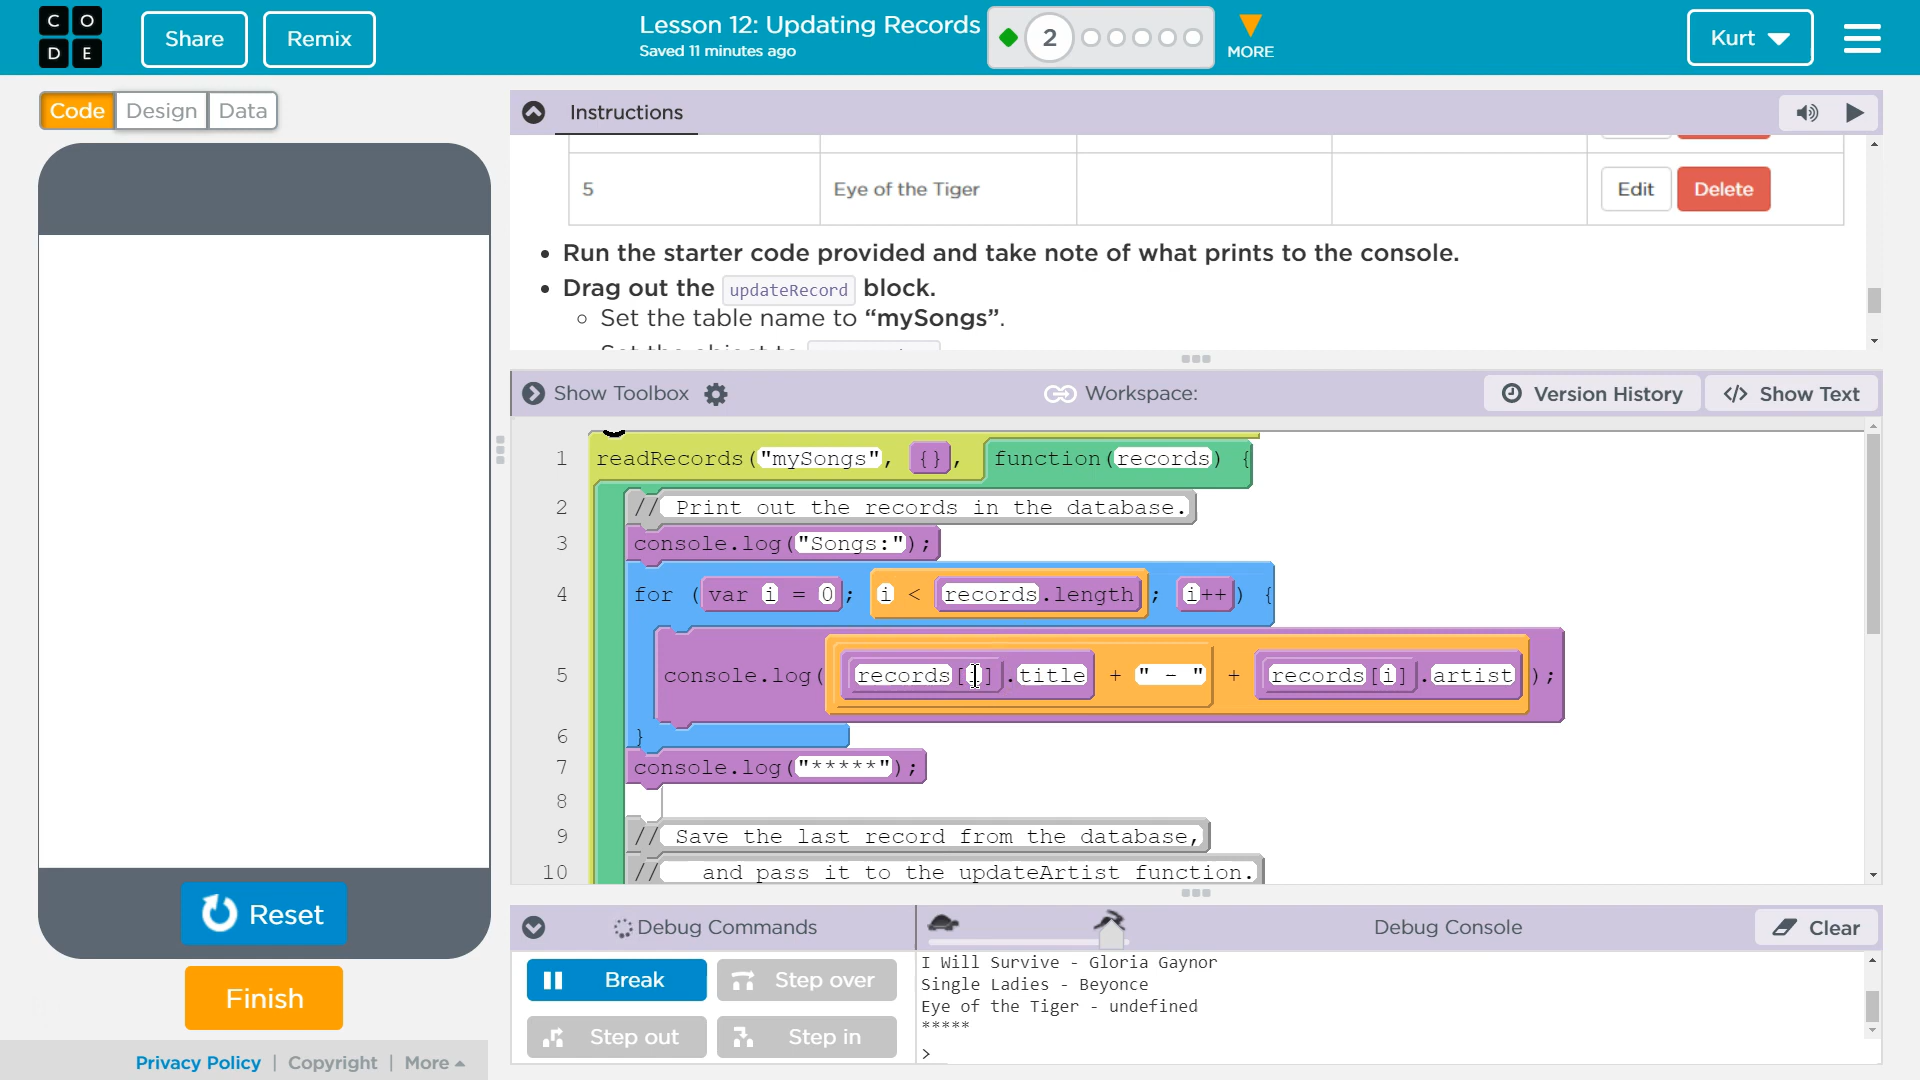 CODE
Share
Remix
Lesson 12: Updating Records
Saved 11 minutes ago
2
MORE
Kurt
Code
Design
Data
Instructions
5 Eye of the Tiger Edit Delete
Run the starter code provided and take note of what prints to the console.
Drag out the updateRecord block.
Set the table name to “mySongs”.
Show Toolbox
Workspace:
Version History
</> Show Text
1 readRecords("mySongs", {}, function(records) {
2 // Print out the records in the database.
3 console.log("Songs:");
4 for (var i = 0; i < records.length; i++) {
5 console.log(records[i].title + " - " + records[i].artist);
6 }
7 console.log("*****");
8
9 // Save the last record from the database,
10 // and pass it to the updateArtist function.
Reset
Finish
Debug Commands
Debug Console
Clear
Break
Step over
Step out
Step in
I Will Survive - Gloria Gaynor
Single Ladies - Beyonce
Eye of the Tiger - undefined
*****
>
Privacy Policy | Copyright | More